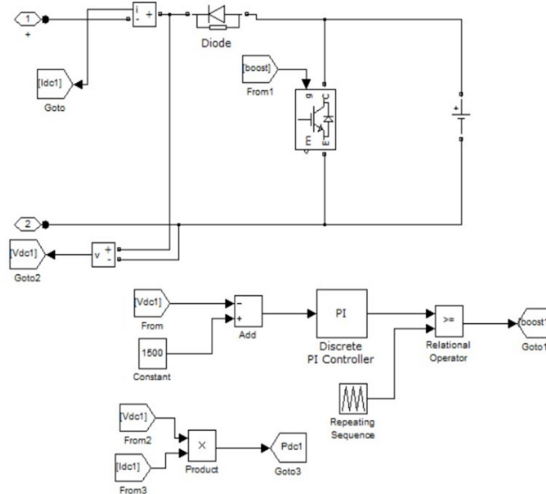 1
+
i
-
+
Diode
[Idc1]
Goto
[boost]
From1
g
C
m
E
+
2
[Vdc1]
Goto2
v
+
-
[Vdc1]
From
-
+
Add
1500
Constant
PI
Discrete
PI Controller
>=
Relational
Operator
[boost1
Goto1
Repeating
Sequence
[Vdc1]
From2
[Idc1]
From3
X
Product
Pdc1
Goto3